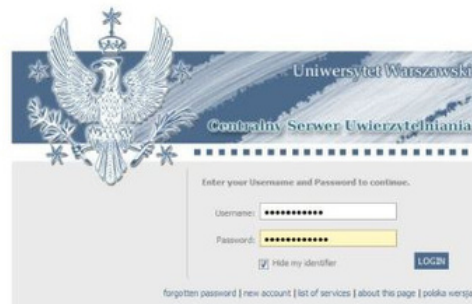 Uniwersytet Warszawski
Centralny Serwer Uwierzytelniania
Enter your Username and Password to continue.
Username: •••••••••••
Password: ••••••••••••
Hide my identifier
LOGIN
forgotten password | new account | list of services | about this page | polska wersja